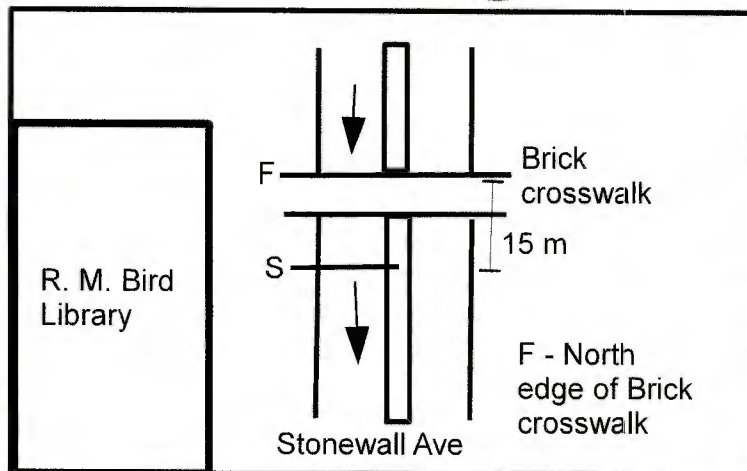 F
Brick
crosswalk
15 m
S
R. M. Bird
Library
F - North
edge of Brick
crosswalk
Stonewall Ave